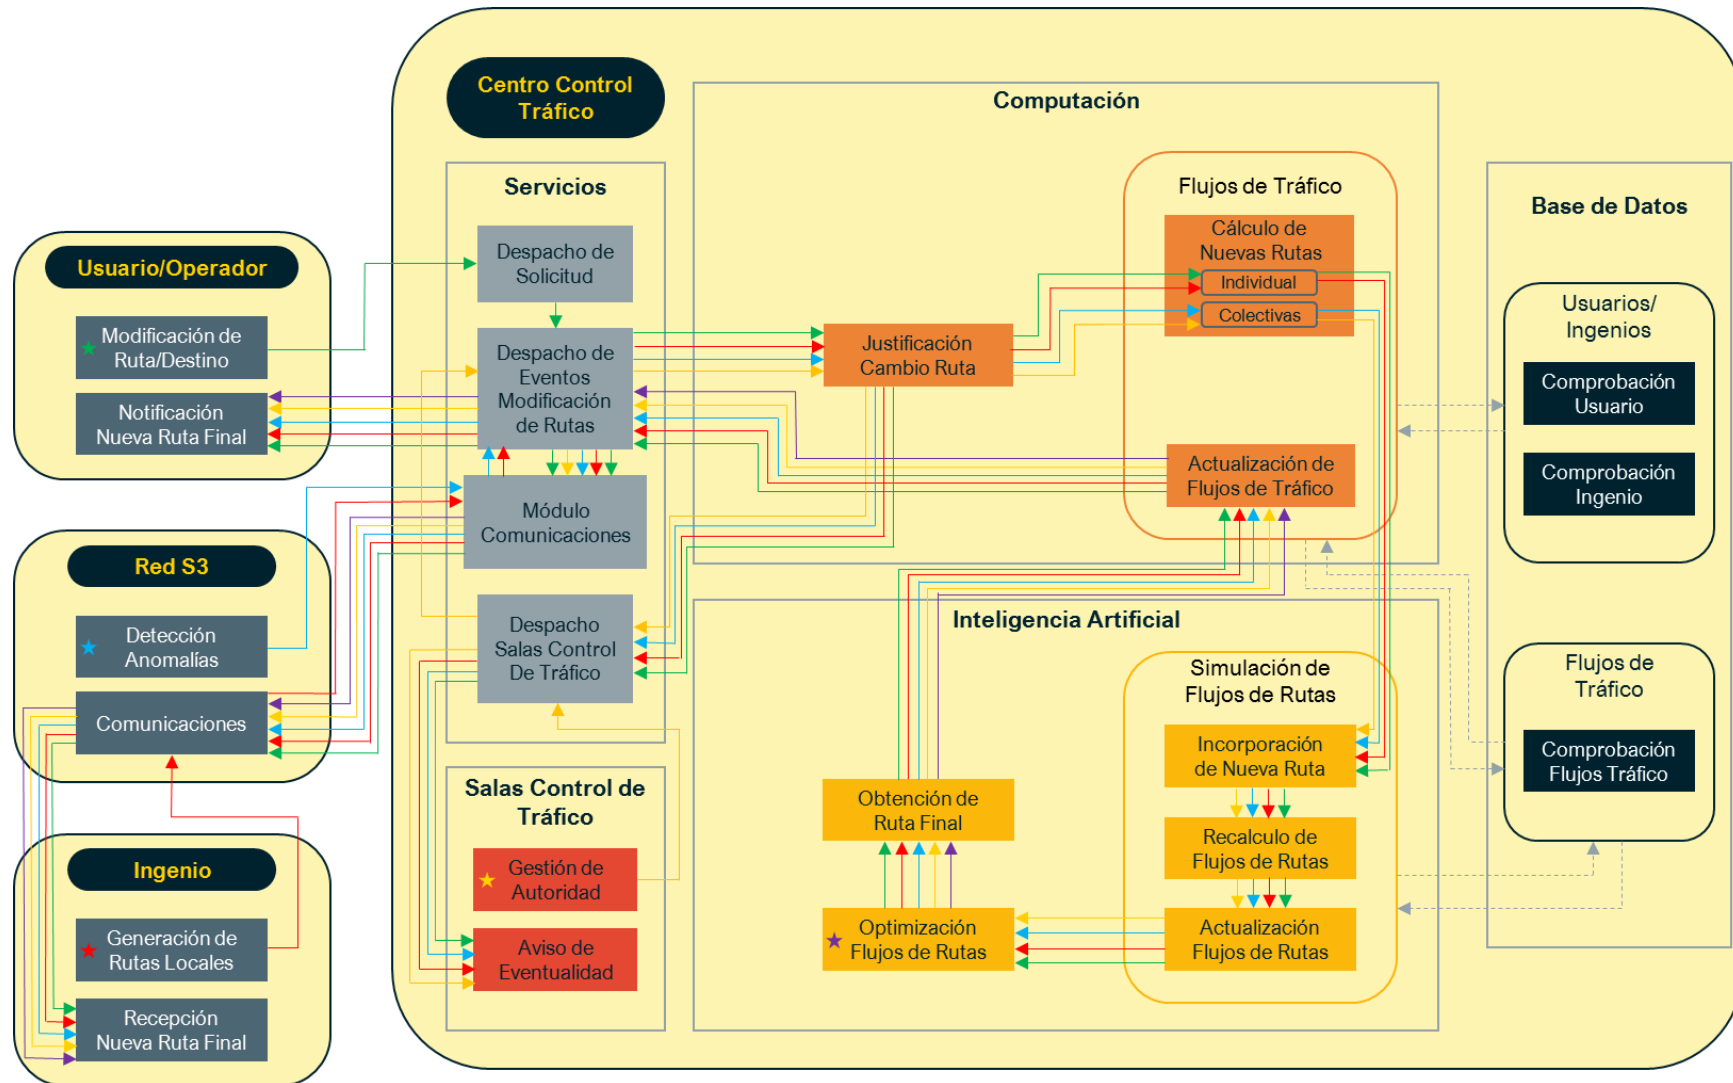 Centro Control
Tráfico
Computación
Servicios
Flujos de Tráfico
Base de Datos
Cálculo de
Nuevas Rutas
Individual
Colectivas
Despacho de
Solicitud
Usuario/Operador
Modificación de
Ruta/Destino
Notificación
Nueva Ruta Final
Despacho de
Eventos
Modificación
de Rutas
Justificación
Cambio Ruta
Usuarios/
Ingenios
Comprobación
Usuario
Comprobación
Ingenio
Actualización de
Flujos de Tráfico
Módulo
Comunicaciones
Red S3
Detección
Anomalías
Comunicaciones
Despacho
Salas Control
De Tráfico
Inteligencia Artificial
Simulación de
Flujos de Rutas
Incorporación
de Nueva Ruta
Recalculo de
Flujos de Rutas
Actualización
Flujos de Rutas
Obtención de
Ruta Final
Optimización
Flujos de Rutas
Flujos de
Tráfico
Comprobación
Flujos Tráfico
Salas Control de
Tráfico
Gestión de
Autoridad
Aviso de
Eventualidad
Ingenio
Generación de
Rutas Locales
Recepción
Nueva Ruta Final